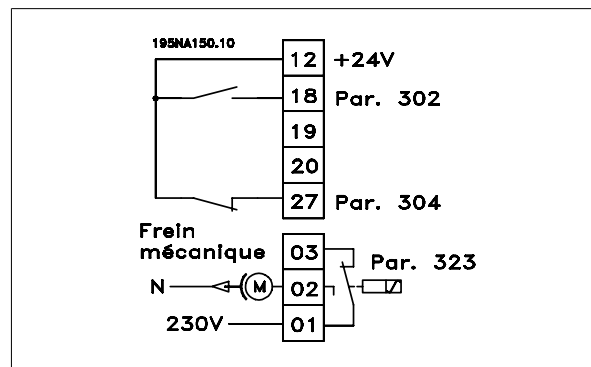 195NA150.10
12 +24V
18 Par. 302
19
20
27 Par. 304
Frein
mécanique
03
Par. 323
N M 02
230V 01